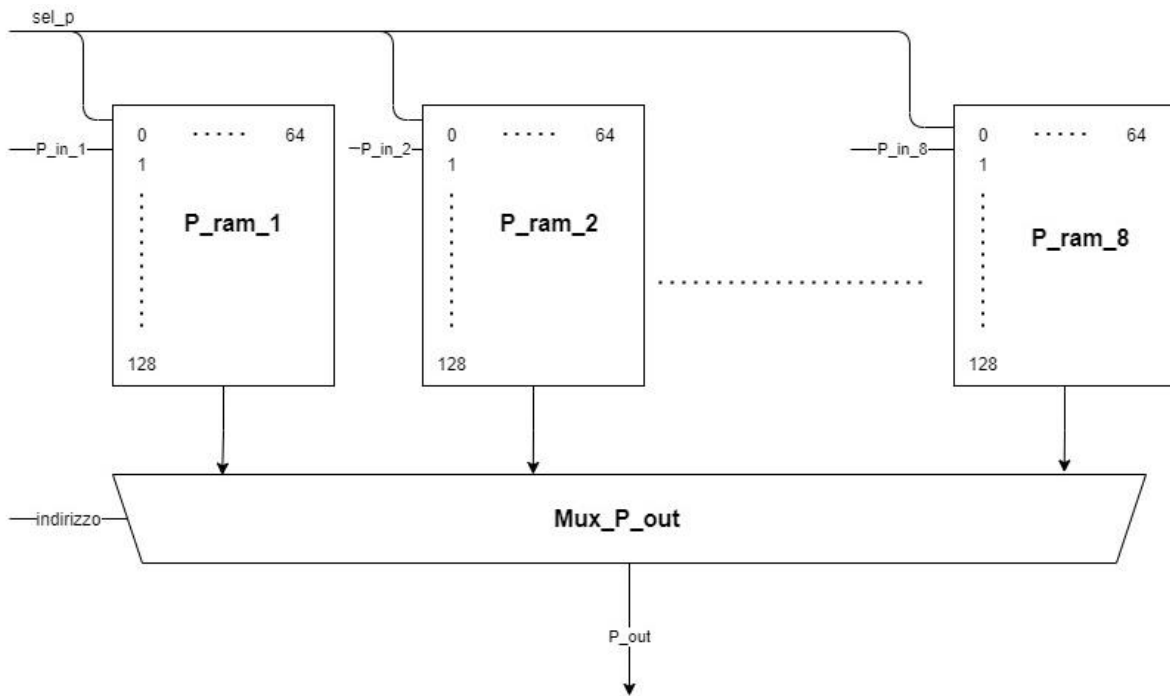 sel_p
0 ····· 64
0 ····· 64
0 ····· 64
P_in_1
P_in_2
P_in_8
1
1
1
P_ram_1
P_ram_2
P_ram_8
128
128
128
indirizzo
Mux_P_out
P_out